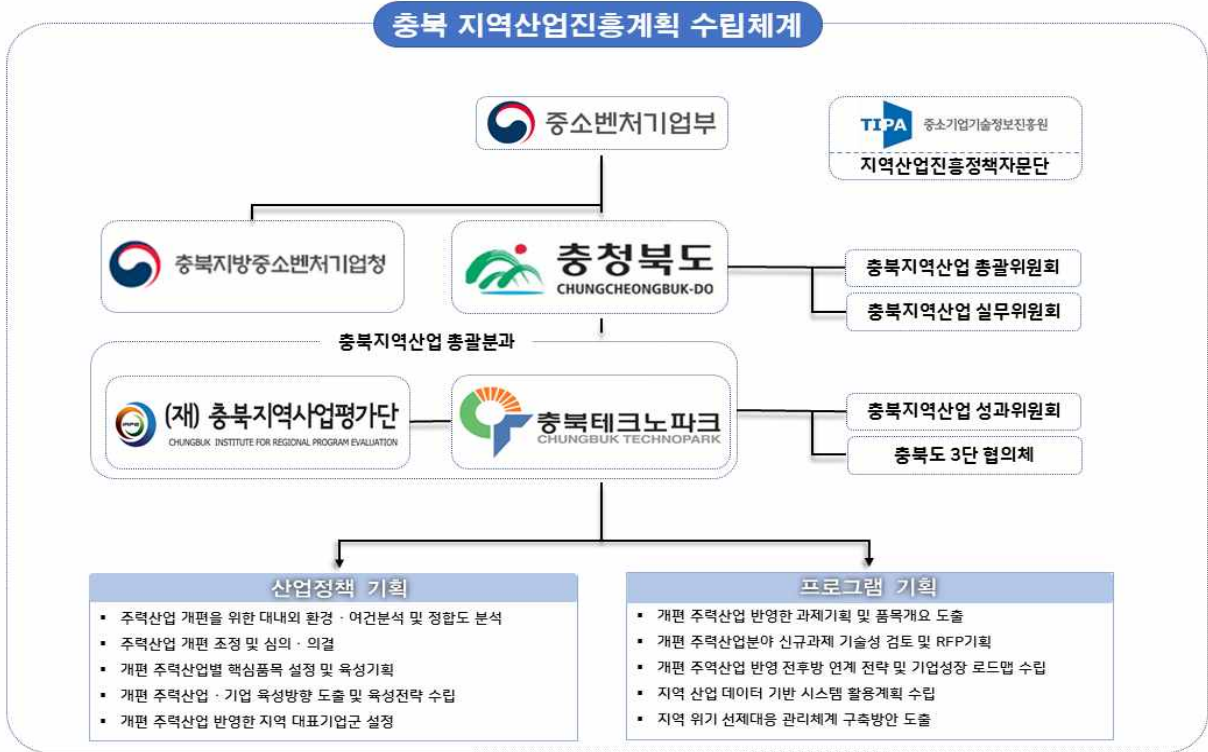 충북 지역산업진흥계획 수립체계
중소벤처기업부
TIPA 중소기업기술정보진흥원
지역산업진흥정책자문단
충북지방중소벤처기업청
충청북도
CHUNGCHEONGBUK-DO
충북지역산업 총괄위원회
충북지역산업 실무위원회
충북지역산업 총괄분과
(재) 충북지역사업평가단
CHUNGBUK INSTITUTE FOR REGIONAL PROGRAM EVALUATION
충북테크노파크
CHUNGBUK TECHNOPARK
충북지역산업 성과위원회
충북도 3단 협의체
산업정책 기획
▪ 주력산업 개편을 위한 대내외 환경 · 여건분석 및 정합도 분석
▪ 주력산업 개편 조정 및 심의 · 의결
▪ 개편 주력산업별 핵심품목 설정 및 육성기획
▪ 개편 주력산업 · 기업 육성방향 도출 및 육성전략 수립
▪ 개편 주력산업 반영한 지역 대표기업군 설정
프로그램 기획
▪ 개편 주력산업 반영한 과제기획 및 품목개요 도출
▪ 개편 주력산업분야 신규과제 기술성 검토 및 RFP기획
▪ 개편 주역산업 반영 전후방 연계 전략 및 기업성장 로드맵 수립
▪ 지역 산업 데이터 기반 시스템 활용계획 수립
▪ 지역 위기 선제대응 관리체계 구축방안 도출